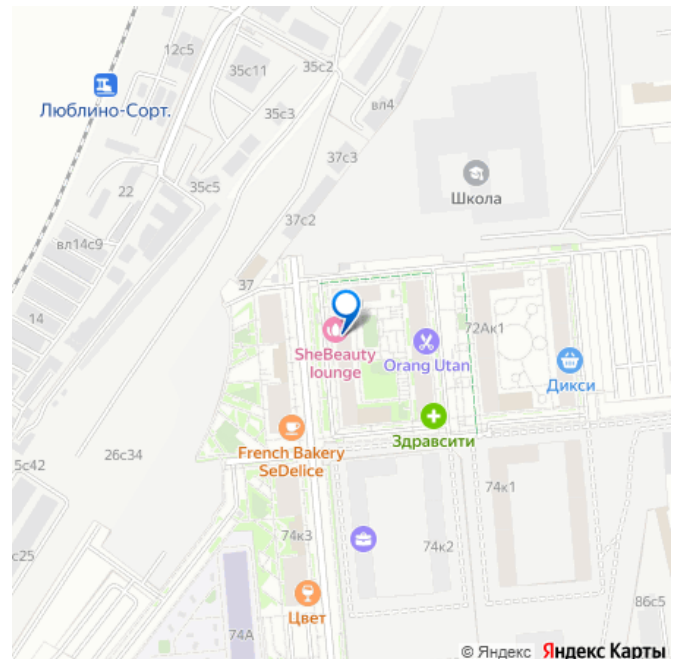 12с5
35с11
35с2
Люблино-Сорт.
35с3
вл4
37с3
22
35с5
Школа
37с2
вл14с9
37
14
SheBeauty
lounge
72Ак1
Orang Utan
Дикси
Здравсити
French Bakery
SeDelice
26с34
5с42
74к1
74к3
74к2
с25
Цвет
86с5
74А
© Яндекс Яндекс Карты